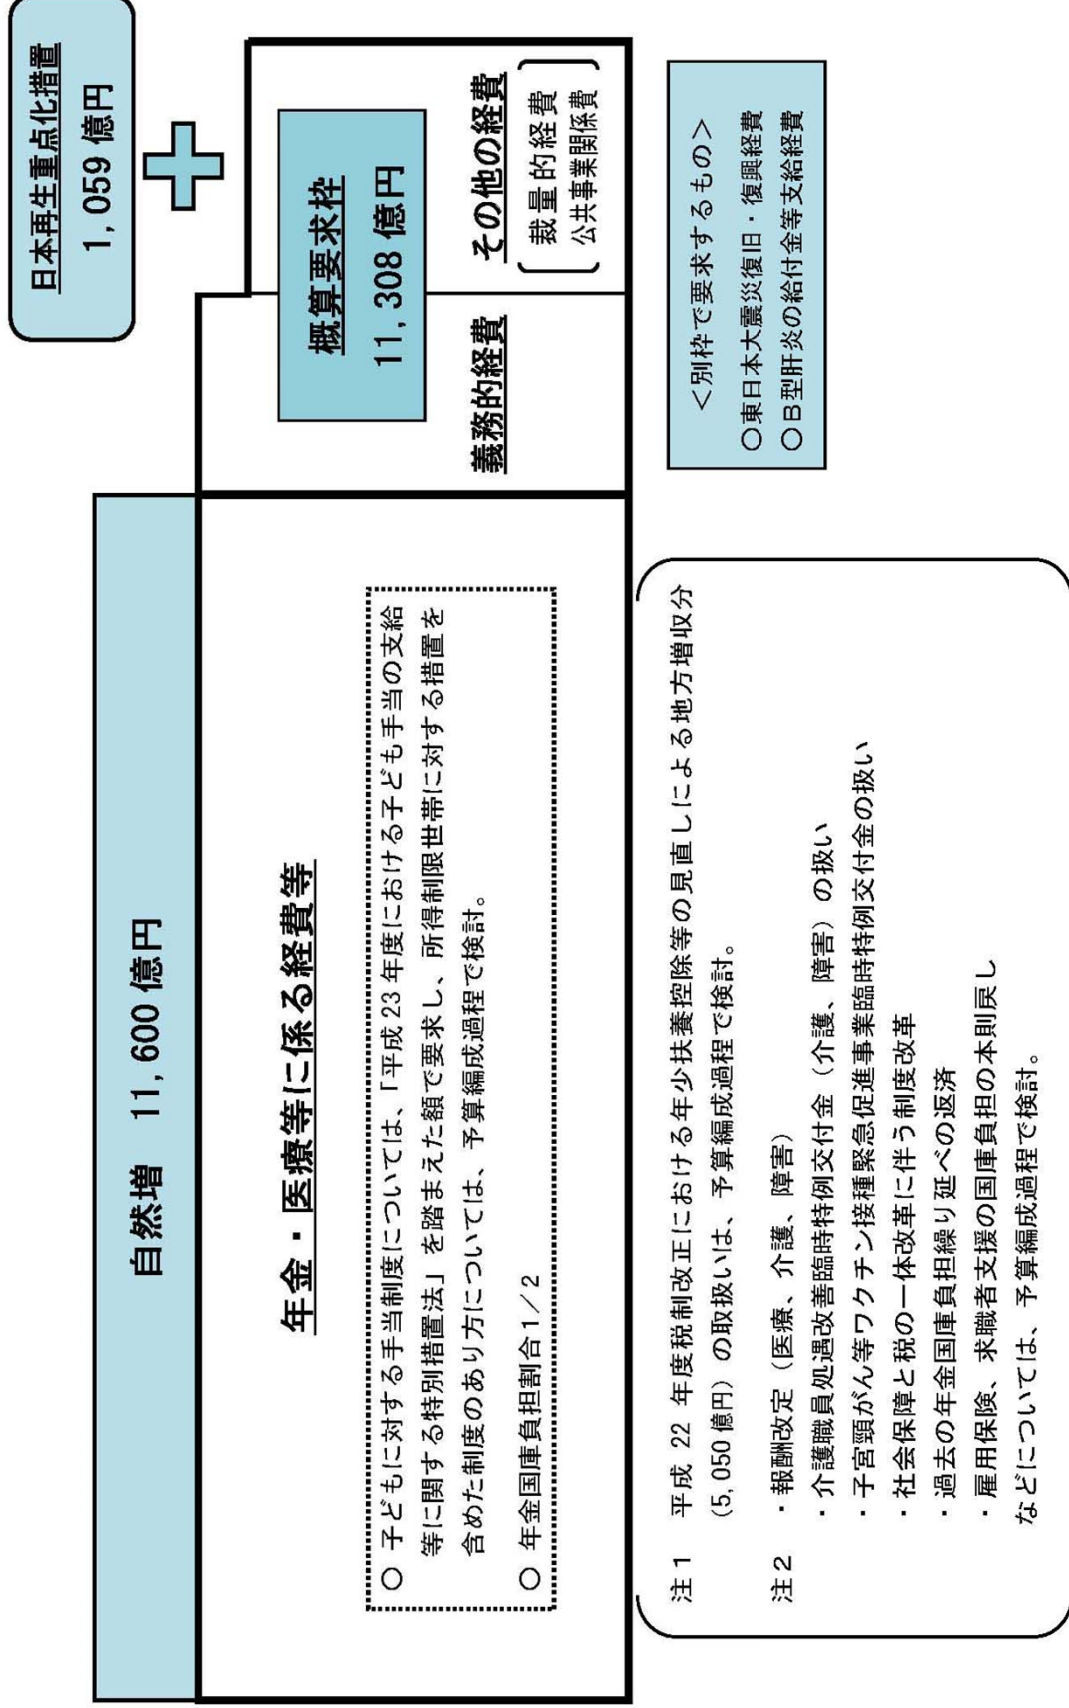 日本再生重点化措置
1,059 億円
自然増 11,600 億円
年金・医療等に係る経費等
○ 子どもに対する手当制度については、「平成 23 年度における子ども手当の支給
等に関する特別措置法」を踏まえた額で要求し、所得制限世帯に対する措置を
含めた制度のあり方については、予算編成過程で検討。
○ 年金国庫負担割合1/2
概算要求枠
11,308 億円
義務的経費
その他の経費
裁量的経費
公共事業関係費
注1 平成 22 年度税制改正における年少扶養控除等の見直しによる地方増収分
(5,050 億円) の取扱いは、予算編成過程で検討。
注2 ・報酬改定(医療、介護、障害)
・介護職員処遇改善臨時特例交付金(介護、障害)の扱い
・子宮頸がん等ワクチン接種緊急促進事業臨時特例交付金の扱い
・社会保障と税の一体改革に伴う制度改革
・過去の年金国庫負担繰り延べの返済
・雇用保険、求職者支援の国庫負担の本則戻し
などについては、予算編成過程で検討。
<別枠で要求するもの>
○東日本大震災復旧・復興経費
○B型肝炎の給付金等支給経費